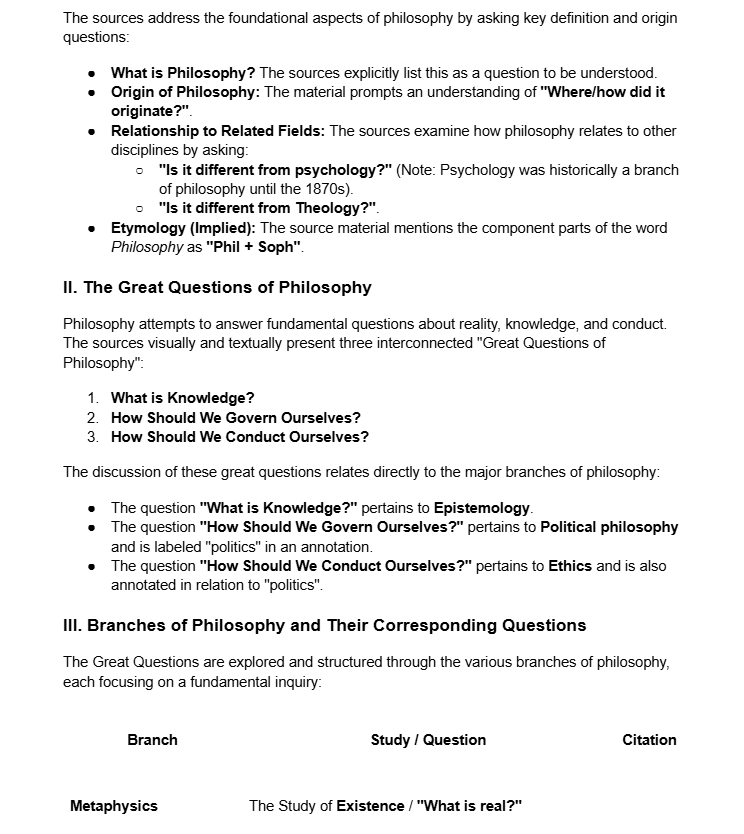 The sources address the foundational aspects of philosophy by asking key definition and origin
questions:
● What is Philosophy? The sources explicitly list this as a question to be understood.
● Origin of Philosophy: The material prompts an understanding of "Where/how did it
originate?".
● Relationship to Related Fields: The sources examine how philosophy relates to other
disciplines by asking:
○ "Is it different from psychology?" (Note: Psychology was historically a branch
of philosophy until the 1870s).
○ "Is it different from Theology?".
● Etymology (Implied): The source material mentions the component parts of the word
Philosophy as "Phil + Soph".
II. The Great Questions of Philosophy
Philosophy attempts to answer fundamental questions about reality, knowledge, and conduct.
The sources visually and textually present three interconnected "Great Questions of
Philosophy":
1. What is Knowledge?
2. How Should We Govern Ourselves?
3. How Should We Conduct Ourselves?
The discussion of these great questions relates directly to the major branches of philosophy:
● The question "What is Knowledge?" pertains to Epistemology.
● The question "How Should We Govern Ourselves?" pertains to Political philosophy
and is labeled "politics" in an annotation.
● The question "How Should We Conduct Ourselves?" pertains to Ethics and is also
annotated in relation to "politics".
III. Branches of Philosophy and Their Corresponding Questions
The Great Questions are explored and structured through the various branches of philosophy,
each focusing on a fundamental inquiry:
Branch Study / Question Citation
Metaphysics The Study of Existence / "What is real?"